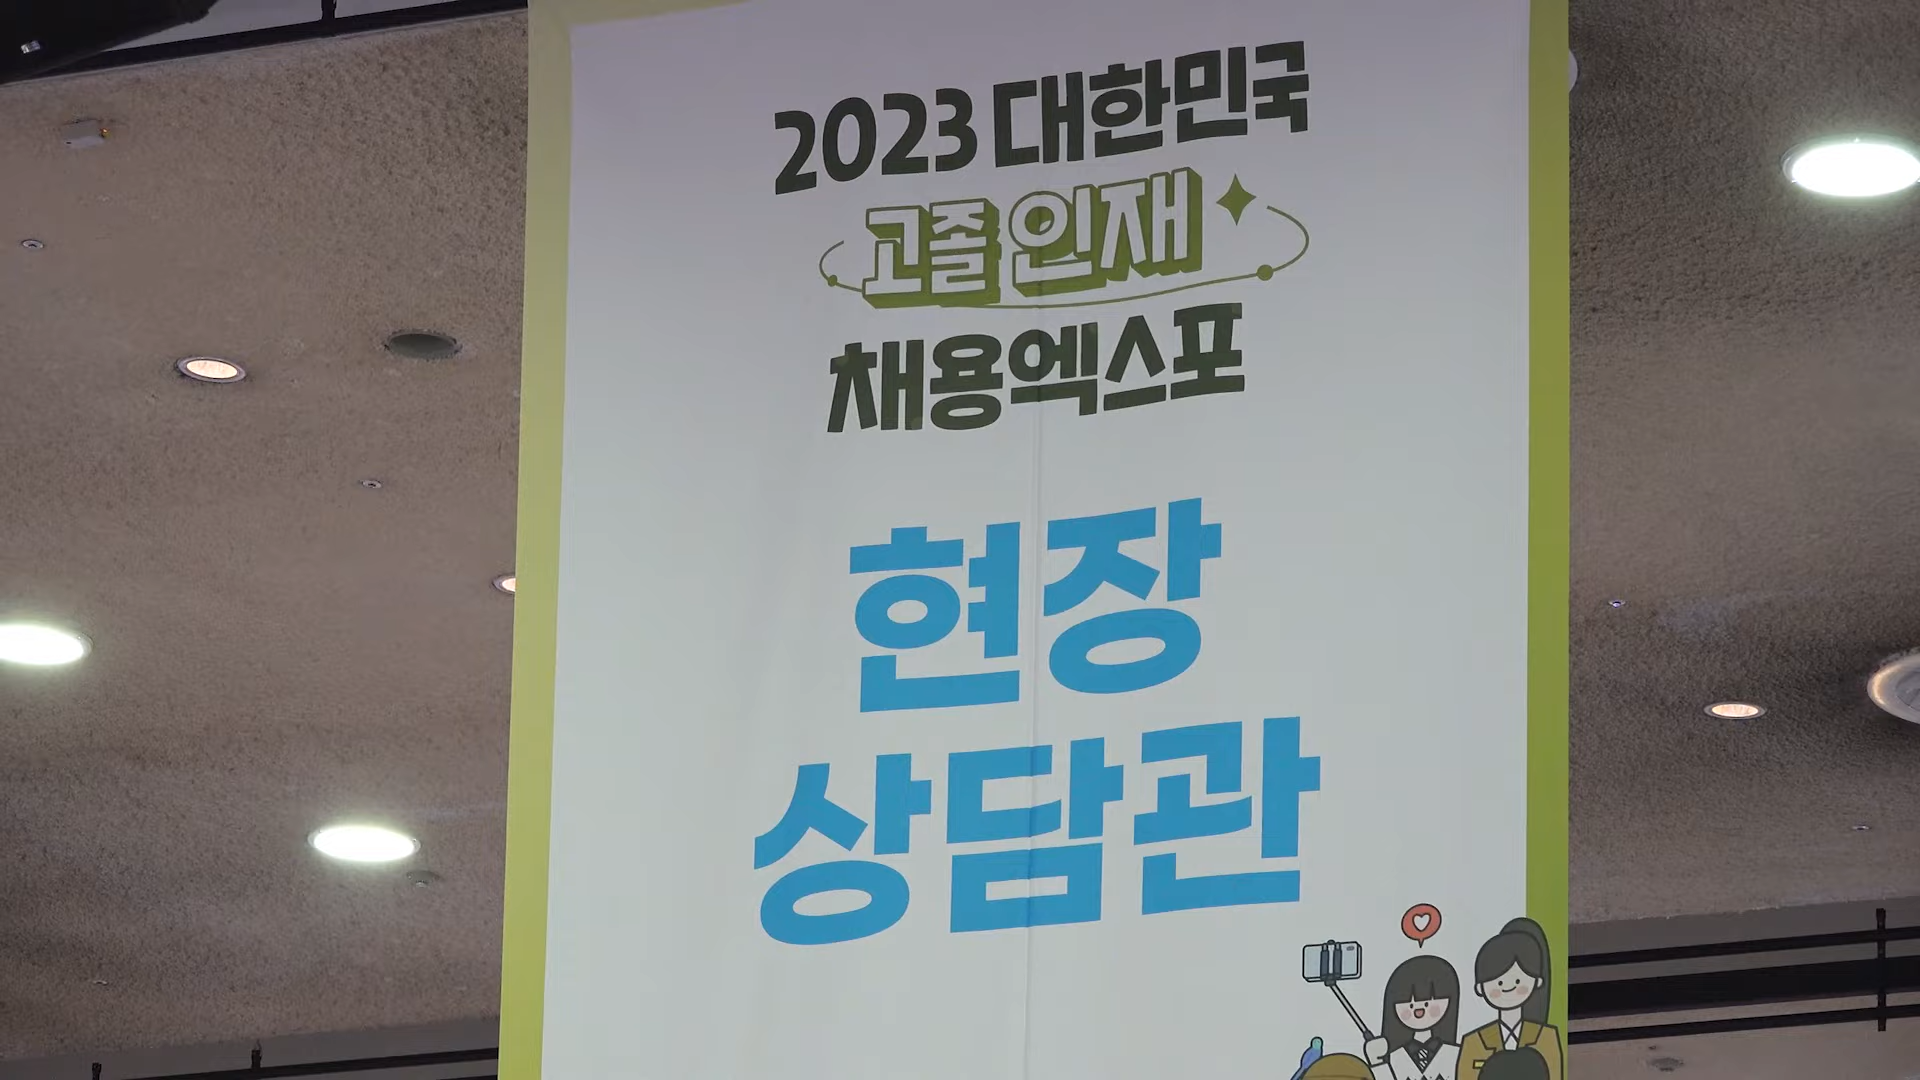 2023 대한민국
고졸 인재
채용엑스포
현장
상담관